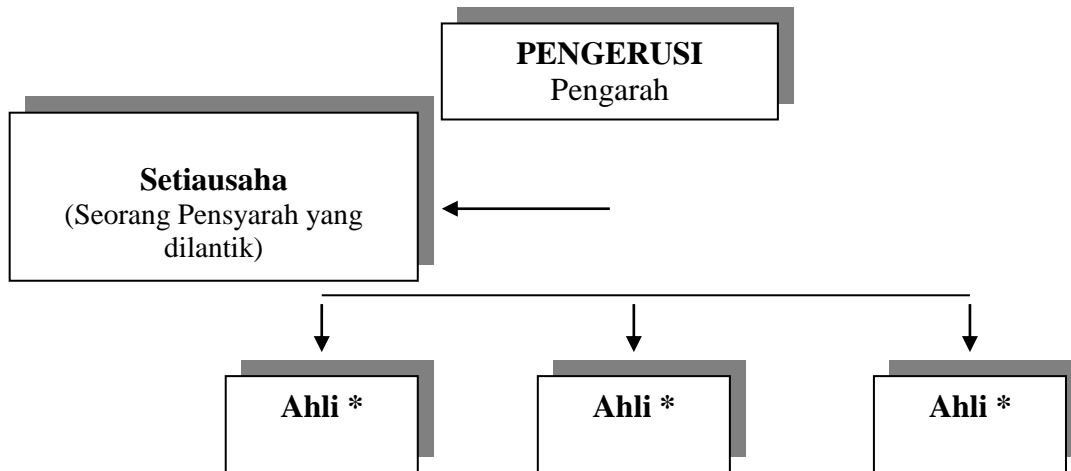 PENGERUSI
Pengarah
Setiausaha
(Seorang Pensyarah yang
dilantik)
Ahli *
Ahli *
Ahli *